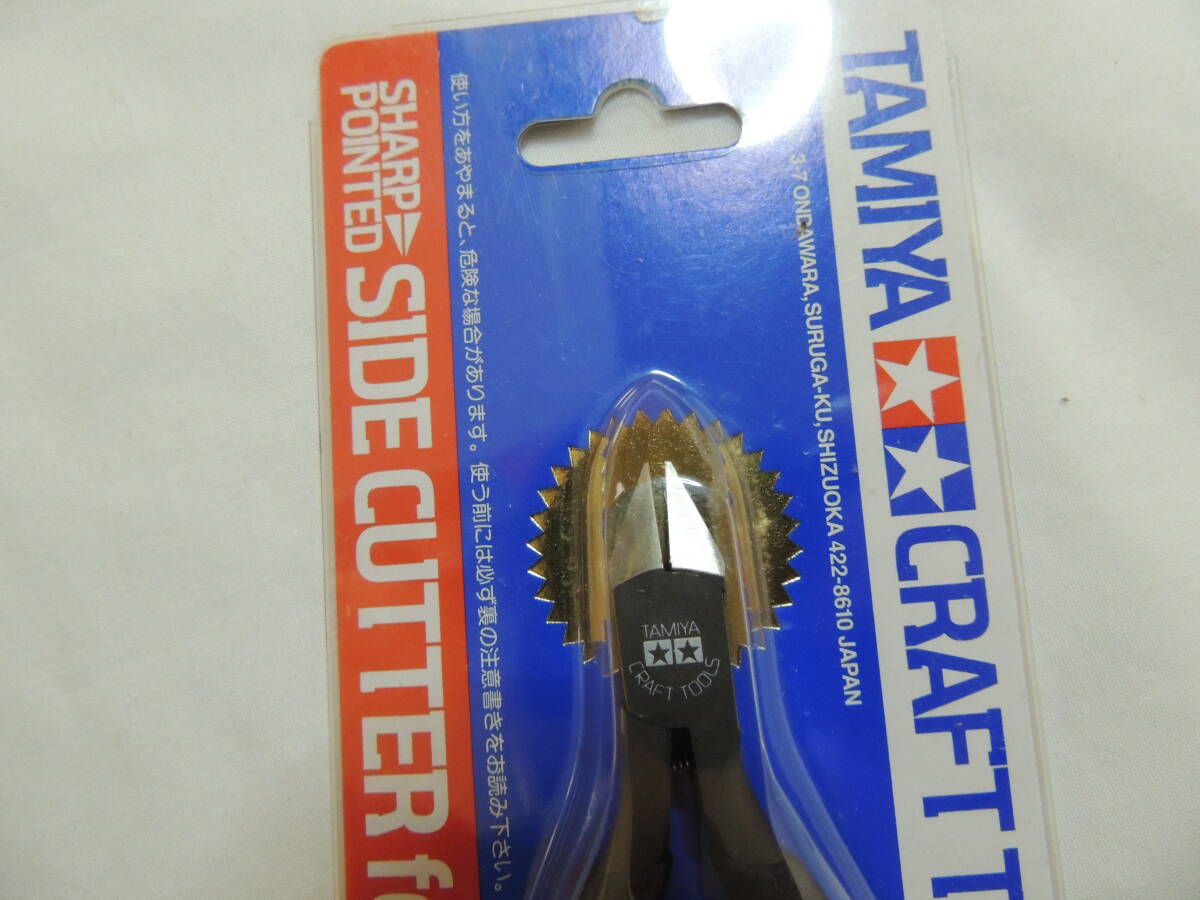 TAMIYA CRAFT
3-7 ONDAWARA, SURUGA-KU, SHIZUOKA 422-8610 JAPAN
TAMIYA
CRAFT TOOLS
使い方をあやまると、危険な場合があります。使う前には必ず裏の注意書きをお読み下さい。
SHARP
POINTED
SIDE CUTTER